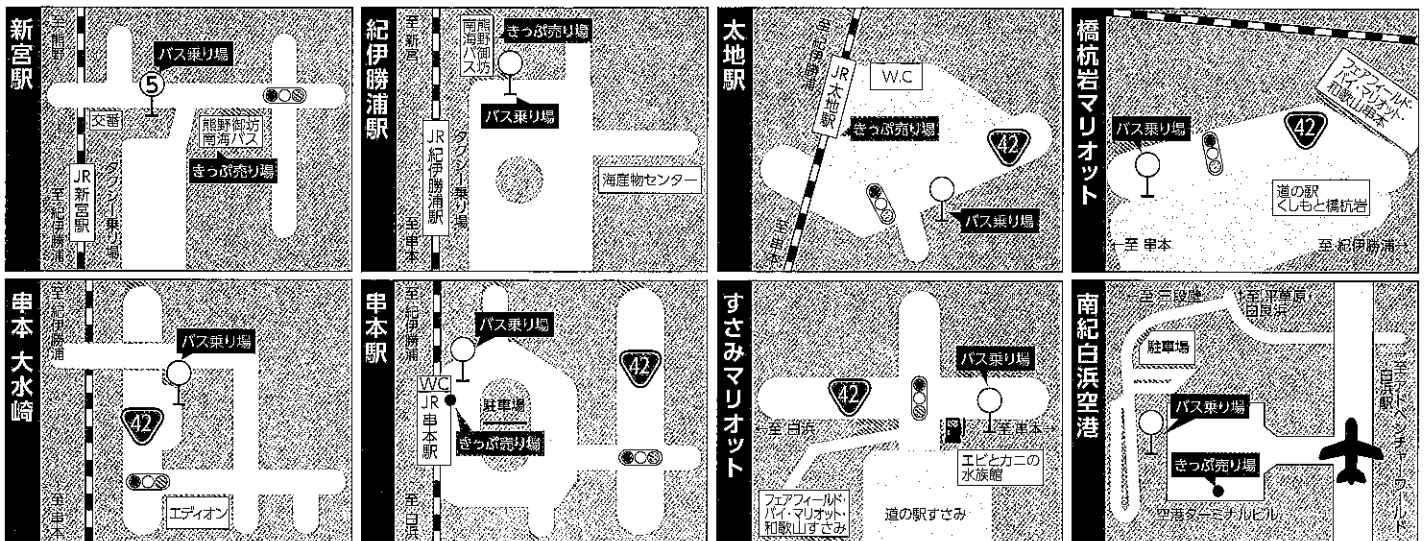 新宮駅
至 熊野
バス乗り場
5
交番
熊野御坊
南海バス
きっぷ売り場
JR 新宮駅
タクシー乗り場
至 紀伊勝浦
紀伊勝浦駅
至 新宮
熊野御坊
南海バス
きっぷ売り場
バス乗り場
JR 紀伊勝浦駅
タクシー乗り場
海産物センター
至 串本
太地駅
至 紀伊勝浦
JR 太地駅
W.C
きっぷ売り場
42
バス乗り場
至 串本
橋杭岩マリオット
フェアフィールド・
バイ・マリオット・
和歌山串本
バス乗り場
42
道の駅
くしもと橋杭岩
←至 串本
至 紀伊勝浦→
串本 大水崎
至 紀伊勝浦
バス乗り場
42
至 串本
エディオン
串本駅
至 紀伊勝浦
バス乗り場
WC
JR 串本駅
駐車場
きっぷ売り場
42
至 白浜
すさみマリオット
バス乗り場
42
←至 白浜
至 串本→
エビとカニの
水族館
フェアフィールド・
バイ・マリオット・
和歌山すさみ
道の駅すさみ
南紀白浜空港
←至 三段壁
↑至 平草原・
白良浜
駐車場
バス乗り場
きっぷ売り場
空港ターミナルビル
至 アドベンチャーワールド
白浜駅